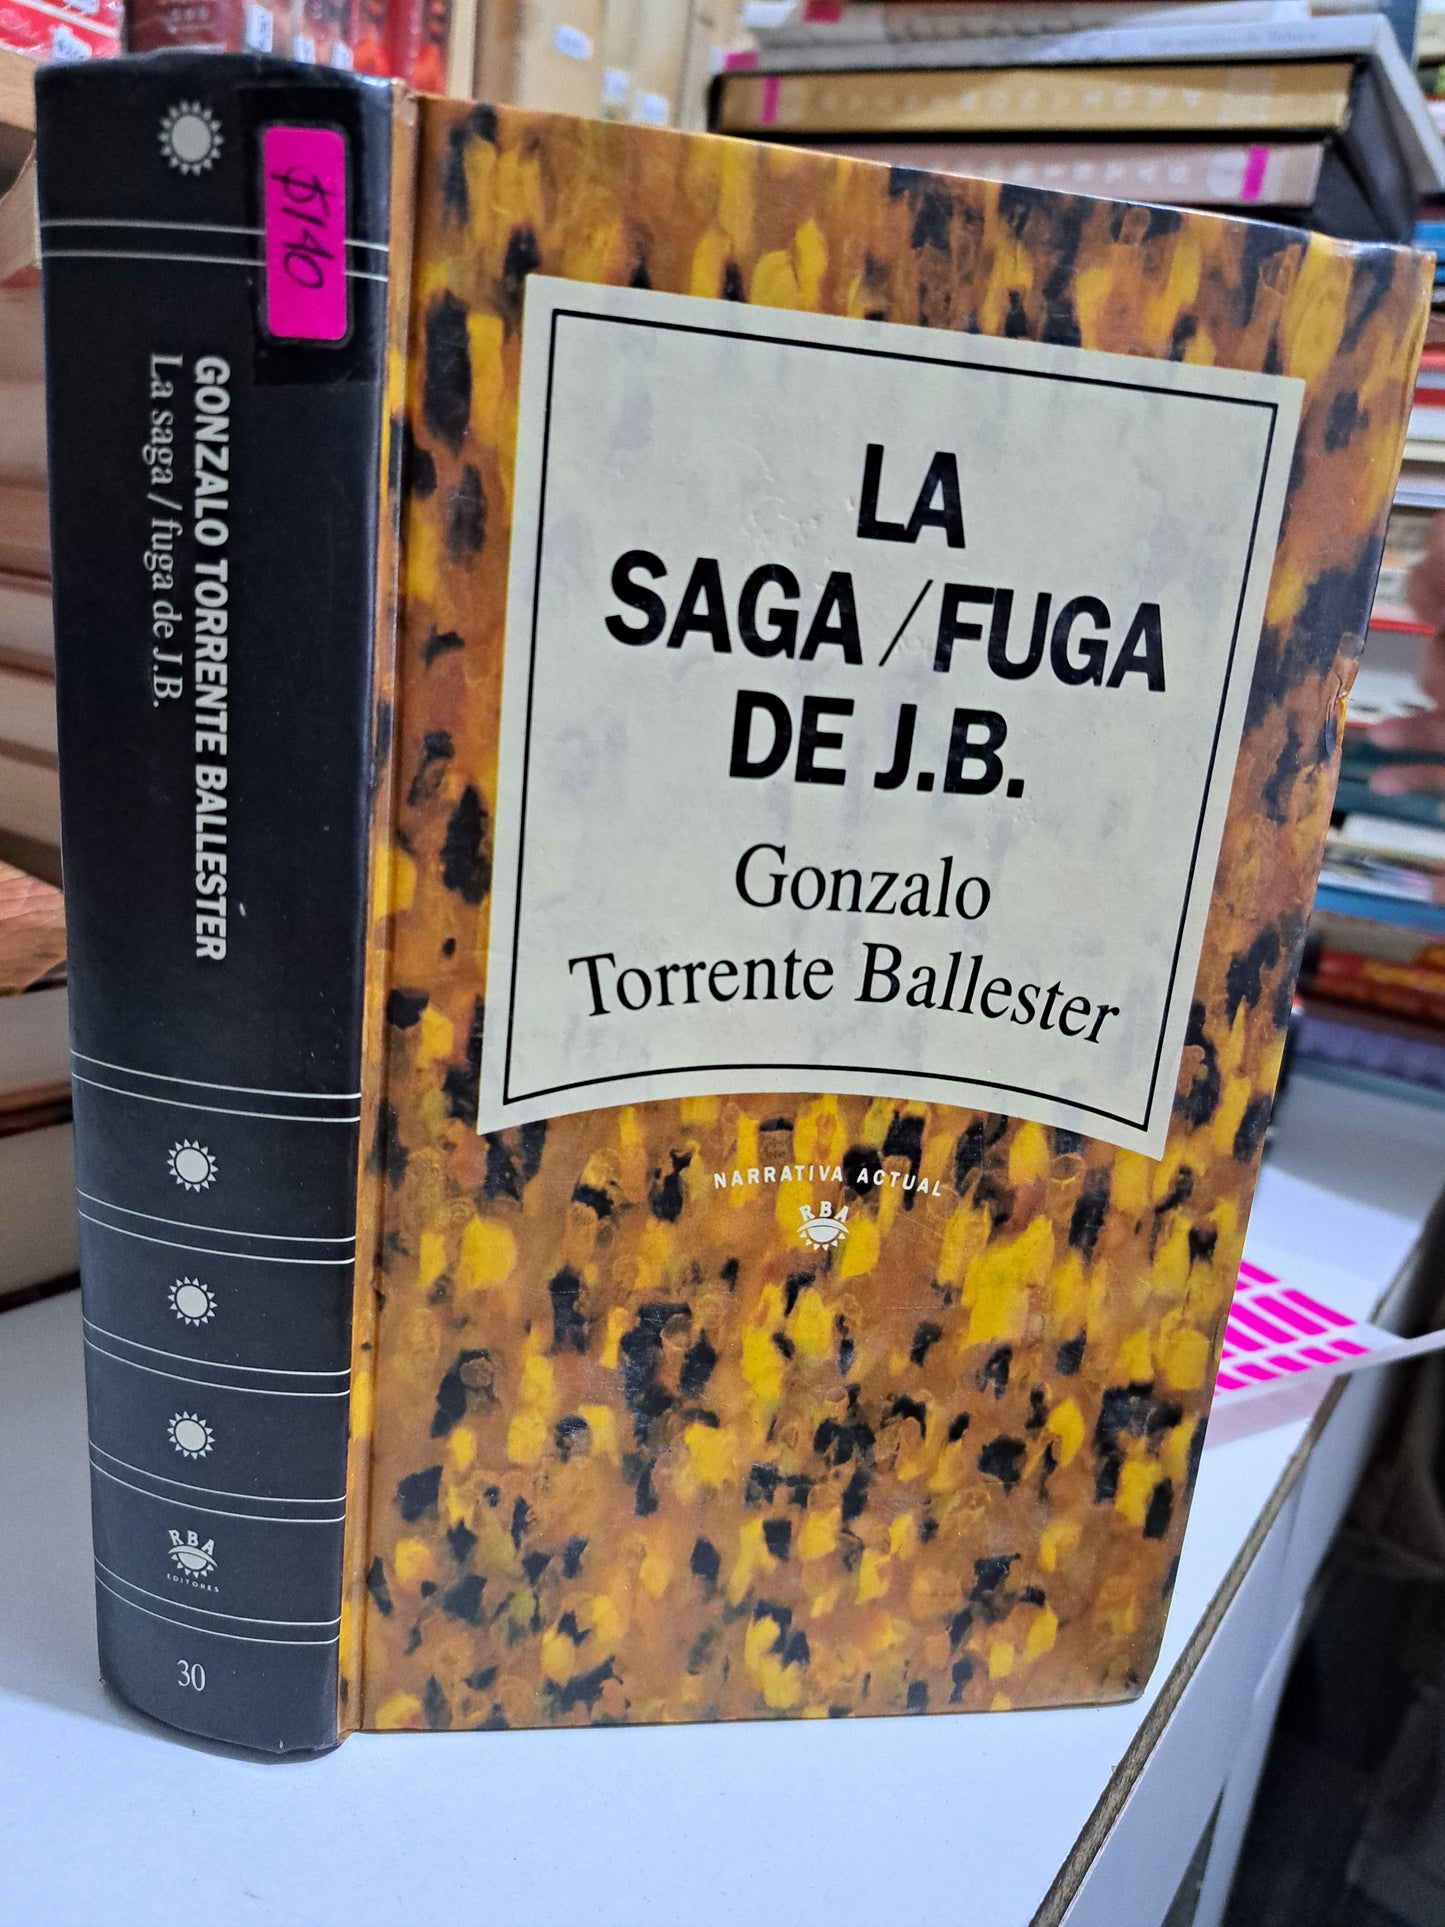 $140
GONZALO TORRENTE BALLESTER
La saga / fuga de J.B.
RBA
EDITORES
30
LA
SAGA / FUGA
DE J.B.
Gonzalo
Torrente Ballester
NARRATIVA ACTUAL
RBA